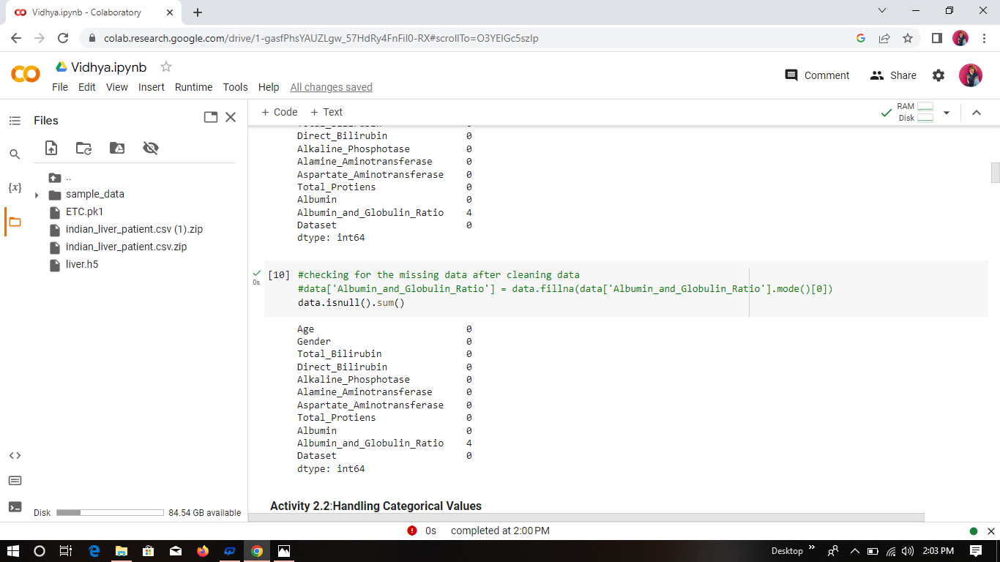 Vidhya.ipynb - Colaboratory
colab.research.google.com/drive/1-gasfPhsYAUZLgw_57HdRy4FnFil0-RX#scrollTo=O3YElGc5szlp
Vidhya.ipynb
Comment
Share
File Edit View Insert Runtime Tools Help All changes saved
Files
+ Code + Text
RAM
Disk
{x}
..
sample_data
ETC.pk1
indian_liver_patient.csv (1).zip
indian_liver_patient.csv.zip
liver.h5
Disk 84.54 GB available
Total_Bilirubin 0
Direct_Bilirubin 0
Alkaline_Phosphotase 0
Alamine_Aminotransferase 0
Aspartate_Aminotransferase 0
Total_Protiens 0
Albumin 0
Albumin_and_Globulin_Ratio 4
Dataset 0
dtype: int64
0s
[10] #checking for the missing data after cleaning data
#data['Albumin_and_Globulin_Ratio'] = data.fillna(data['Albumin_and_Globulin_Ratio'].mode()[0])
data.isnull().sum()
Age 0
Gender 0
Total_Bilirubin 0
Direct_Bilirubin 0
Alkaline_Phosphotase 0
Alamine_Aminotransferase 0
Aspartate_Aminotransferase 0
Total_Protiens 0
Albumin 0
Albumin_and_Globulin_Ratio 4
Dataset 0
dtype: int64
Activity 2.2:Handling Categorical Values
0s completed at 2:00 PM
Desktop
2:03 PM